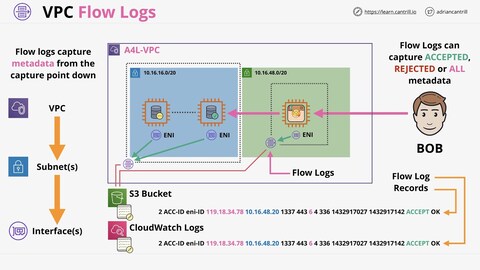 VPC Flow Logs
https://learn.cantrill.io
adriancantrill
Flow logs capture
metadata from the
capture point down
VPC
Subnet(s)
Interface(s)
A4L-VPC
10.16.16.0/20
10.16.48.0/20
ENI
ENI
ENI
Flow Logs
Flow Logs can
capture ACCEPTED,
REJECTED or ALL
metadata
BOB
Flow Log
Records
S3 Bucket
2 ACC-ID eni-ID 119.18.34.78 10.16.48.20 1337 443 6 4 336 1432917027 1432917142 ACCEPT OK
CloudWatch Logs
2 ACC-ID eni-ID 119.18.34.78 10.16.48.20 1337 443 6 4 336 1432917027 1432917142 ACCEPT OK